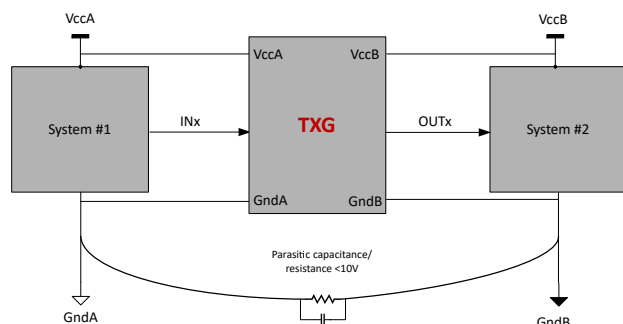 VccA
VccB
VccA
VccB
System #1
INx
TXG
OUTx
System #2
GndA
GndB
Parasitic capacitance/
resistance <10V
GndA
GndB